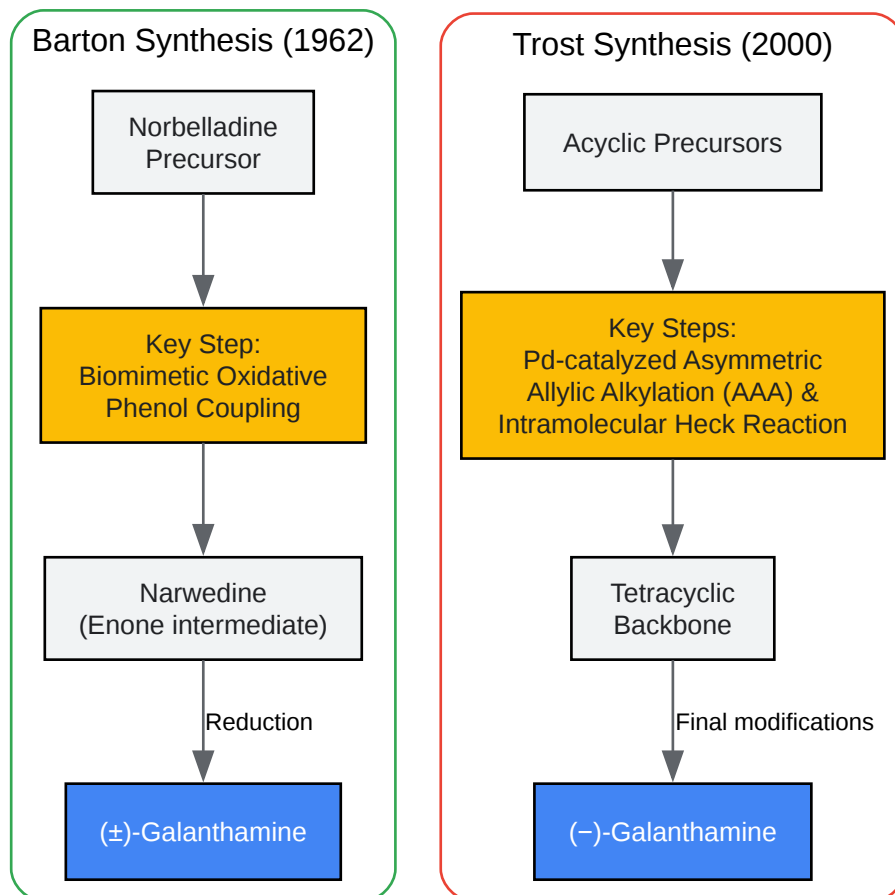 Barton Synthesis (1962)
Norbelladine
Precursor
Key Step:
Biomimetic Oxidative
Phenol Coupling
Narwedine
(Enone intermediate)
Reduction
(±)-Galanthamine
Trost Synthesis (2000)
Acyclic Precursors
Key Steps:
Pd-catalyzed Asymmetric
Allylic Alkylation (AAA) &
Intramolecular Heck Reaction
Tetracyclic
Backbone
Final modifications
(−)-Galanthamine